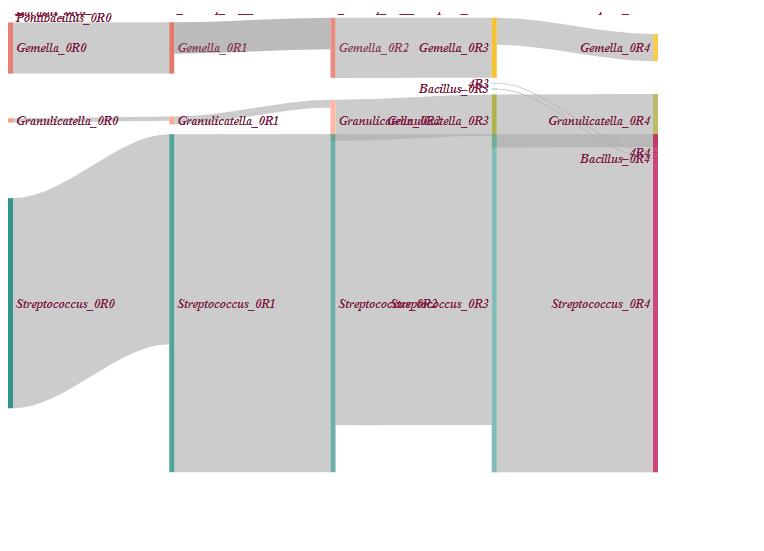 Pontibacillus_0R0
Gemella_0R0
Gemella_0R1
Gemella_0R2
Gemella_0R3
Gemella_0R4
4R3
Bacillus_0R3
Granulicatella_0R0
Granulicatella_0R1
Granulicatella_0R2
Granulicatella_0R3
Granulicatella_0R4
4R4
Bacillus_0R4
Streptococcus_0R0
Streptococcus_0R1
Streptococcus_0R2
Streptococcus_0R3
Streptococcus_0R4